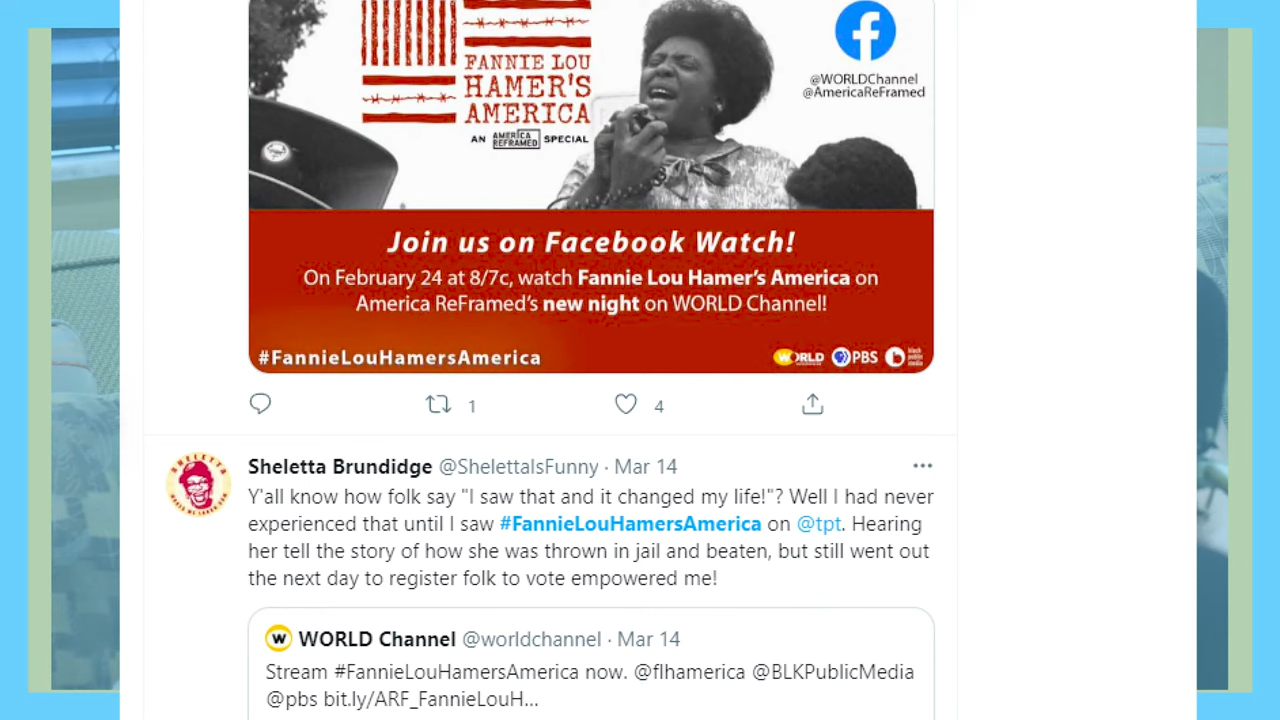 FANNIE LOU
HAMER'S
AMERICA
AN AMERICA REFRAMED SPECIAL
@WORLDChannel
@AmericaReFramed
Join us on Facebook Watch!
On February 24 at 8/7c, watch Fannie Lou Hamer's America on
America ReFramed's new night on WORLD Channel!
#FannieLouHamersAmerica
WORLD PBS black public media
1
4
Sheletta Brundidge @ShelettaIsFunny · Mar 14
Y'all know how folk say "I saw that and it changed my life!"? Well I had never
experienced that until I saw #FannieLouHamersAmerica on @tpt. Hearing
her tell the story of how she was thrown in jail and beaten, but still went out
the next day to register folk to vote empowered me!
WORLD Channel @worldchannel · Mar 14
Stream #FannieLouHamersAmerica now. @flhamerica @BLKPublicMedia
@pbs bit.ly/ARF_FannieLouH...